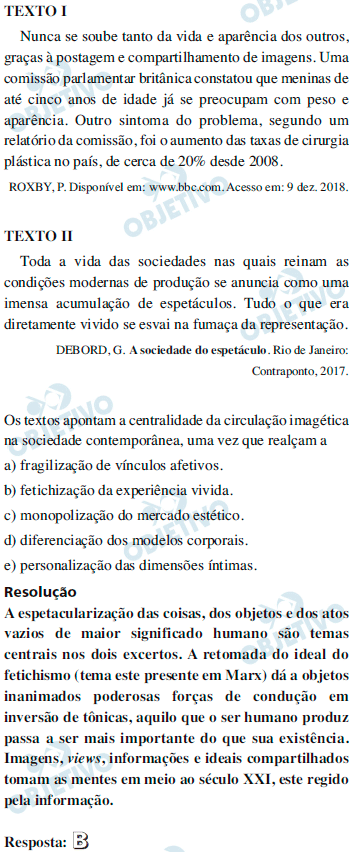 TEXTO I
Nunca se soube tanto da vida e aparência dos outros,
graças à postagem e compartilhamento de imagens. Uma
comissão parlamentar britânica constatou que meninas de
até cinco anos de idade já se preocupam com peso e
aparência. Outro sintoma do problema, segundo um
relatório da comissão, foi o aumento das taxas de cirurgia
plástica no país, de cerca de 20% desde 2008.
ROXBY, P. Disponível em: www.bbc.com. Acesso em: 9 dez. 2018.
TEXTO II
Toda a vida das sociedades nas quais reinam as
condições modernas de produção se anuncia como uma
imensa acumulação de espetáculos. Tudo o que era
diretamente vivido se esvai na fumaça da representação.
DEBORD, G. A sociedade do espetáculo. Rio de Janeiro:
Contraponto, 2017.
Os textos apontam a centralidade da circulação imagética
na sociedade contemporânea, uma vez que realçam a
a) fragilização de vínculos afetivos.
b) fetichização da experiência vivida.
c) monopolização do mercado estético.
d) diferenciação dos modelos corporais.
e) personalização das dimensões íntimas.
Resolução
A espetacularização das coisas, dos objetos e dos atos
vazios de maior significado humano são temas
centrais nos dois excertos. A retomada do ideal do
fetichismo (tema este presente em Marx) dá a objetos
inanimados poderosas forças de condução em
inversão de tônicas, aquilo que o ser humano produz
passa a ser mais importante do que sua existência.
Imagens, views, informações e ideais compartilhados
tomam as mentes em meio ao século XXI, este regido
pela informação.
Resposta: B
OBJETIVO
OBJETIVO
OBJETIVO
OBJETIVO
OBJETIVO
OBJETIVO
OBJETIVO
OBJETIVO
OBJETIVO